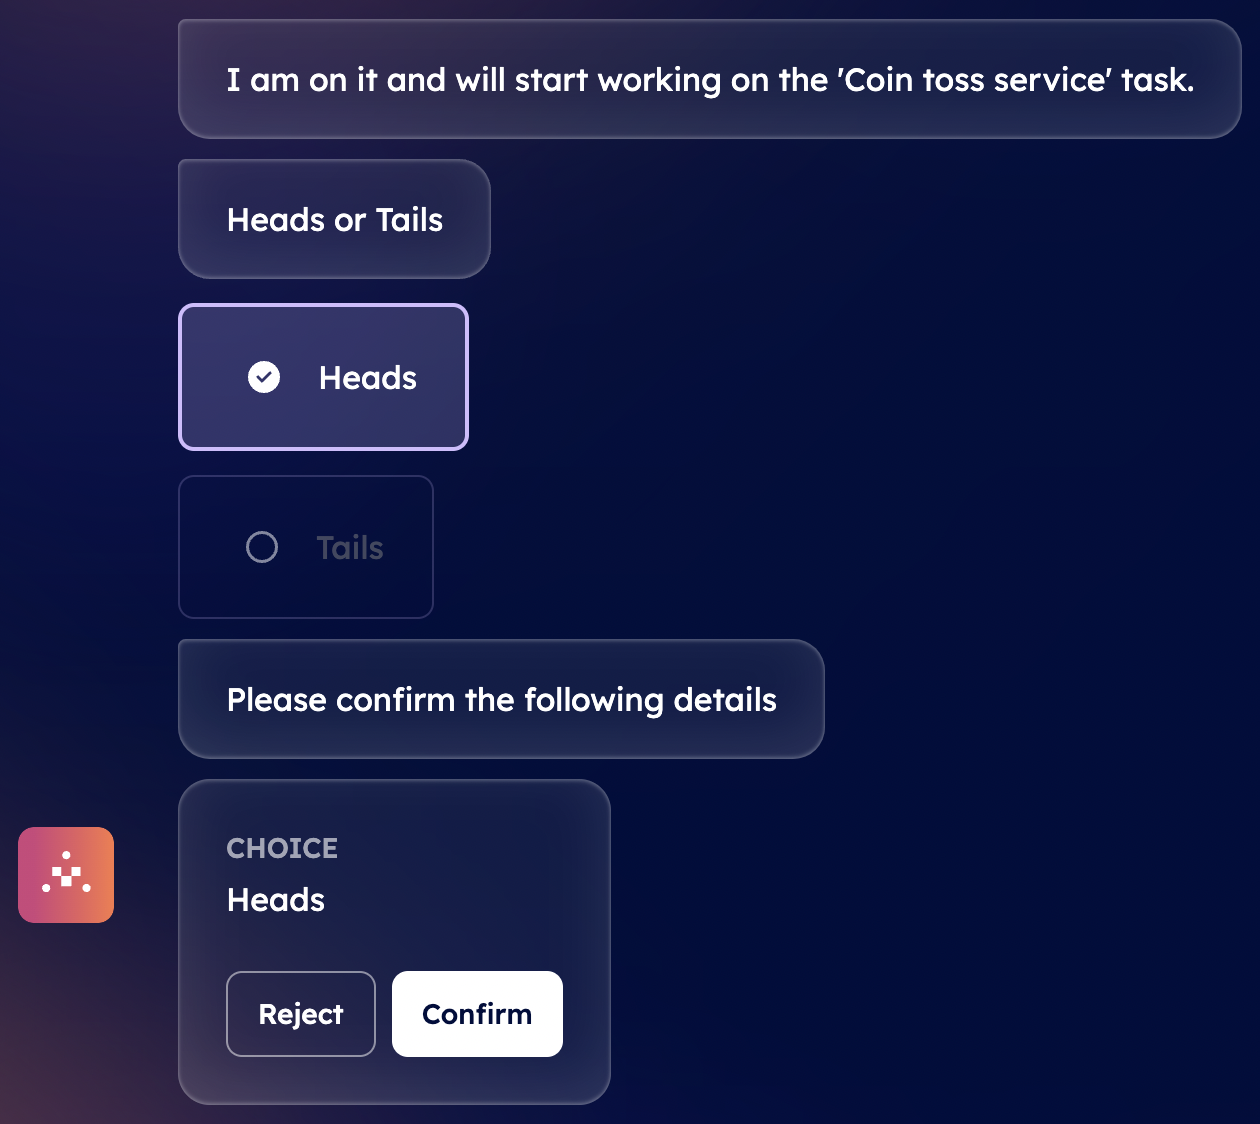 I am on it and will start working on the 'Coin toss service' task.
Heads or Tails
Heads
Tails
Please confirm the following details
CHOICE
Heads
Reject
Confirm